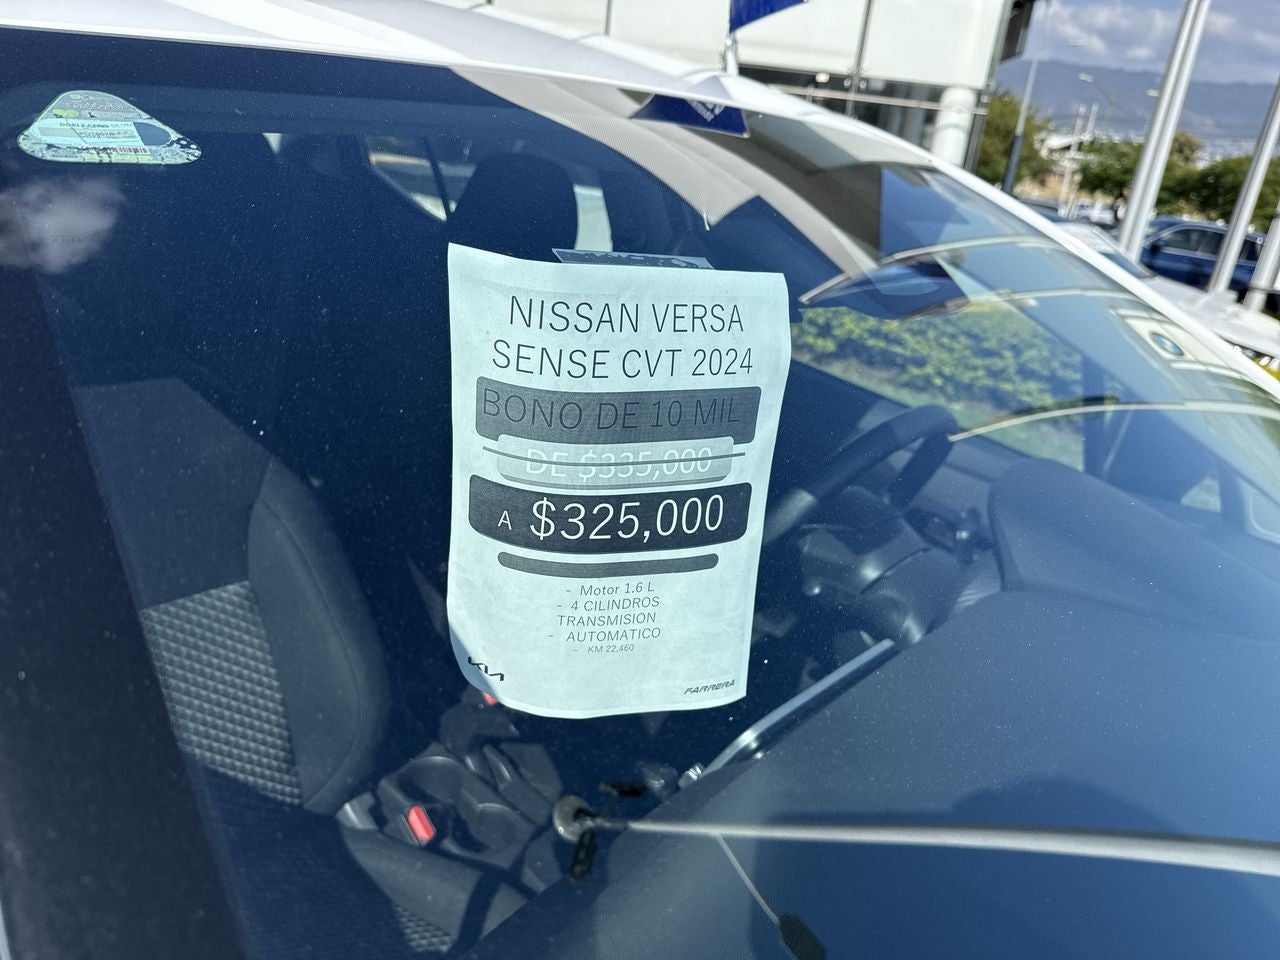 NISSAN VERSA
SENSE CVT 2024
BONO DE 10 MIL
DE $335,000
A $325,000
- Motor 1.6 L
- 4 CILINDROS
TRANSMISION
- AUTOMATICO
- KM 22,460
KIA
FARRERA